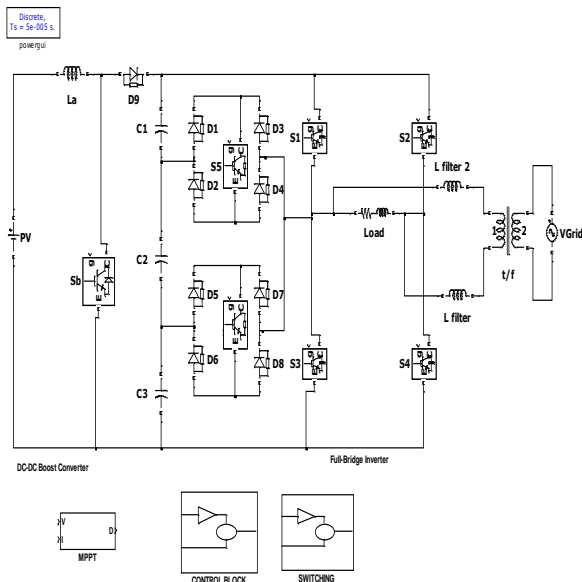 Discrete,
Ts = 5e-005 s.
powergui
La
D9
C1
D1
D3
S5
D2
D4
S1
S2
L filter 2
Load
1
2
VGrid
t/f
L filter
PV
Sb
C2
D5
D7
D6
D8
S3
S4
C3
DC-DC Boost Converter
Full-Bridge Inverter
V
I
D
MPPT
CONTROL BLOCK
SWITCHING